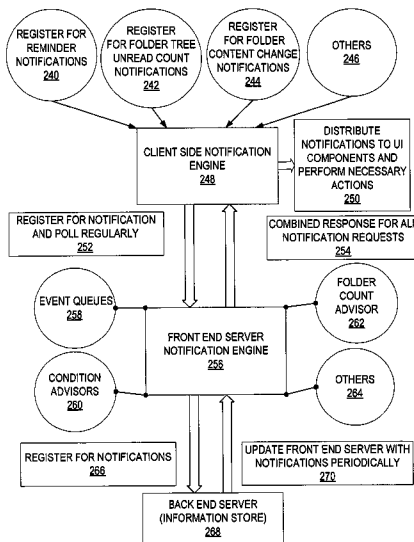 REGISTER FOR
REMINDER
NOTIFICATIONS
240
REGISTER
FOR FOLDER TREE
UNREAD COUNT
NOTIFICATIONS
242
REGISTER
FOR FOLDER
CONTENT CHANGE
NOTIFICATIONS
244
OTHERS
246
CLIENT SIDE NOTIFICATION
ENGINE
248
DISTRIBUTE
NOTIFICATIONS TO UI
COMPONENTS AND
PERFORM NECESSARY
ACTIONS
250
REGISTER FOR NOTIFICATION
AND POLL REGULARLY
252
COMBINED RESPONSE FOR ALL
NOTIFICATION REQUESTS
254
EVENT QUEUES
258
FOLDER
COUNT
ADVISOR
262
FRONT END SERVER
NOTIFICATION ENGINE
256
CONDITION
ADVISORS
260
OTHERS
264
REGISTER FOR NOTIFICATIONS
266
UPDATE FRONT END SERVER WITH
NOTIFICATIONS PERIODICALLY
270
BACK END SERVER
(INFORMATION STORE)
268